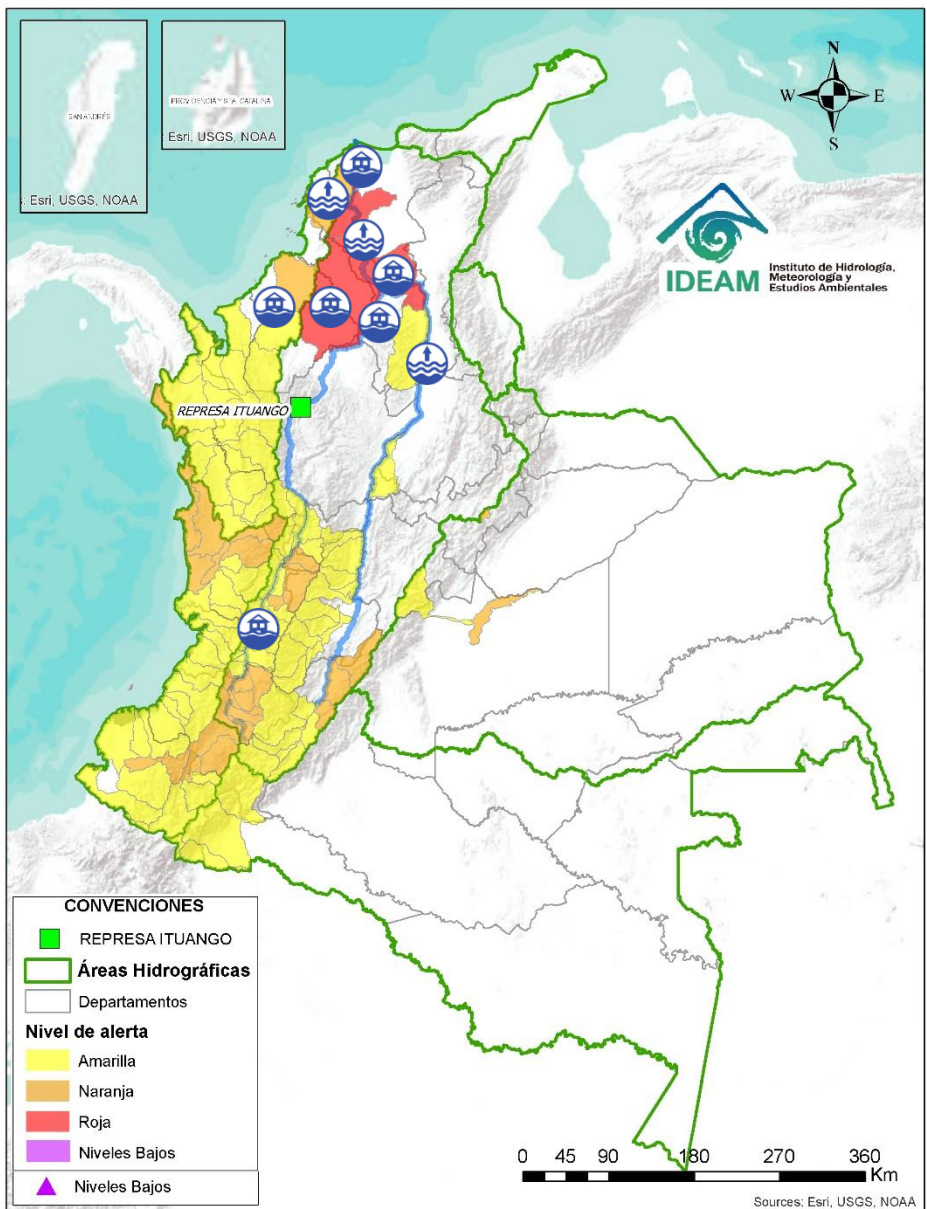 SAN ANDRÉS
: Esri, USGS, NOAA
PROVIDENCIA Y STA. CATALINA
Esri, USGS, NOAA
N
W
E
S
IDEAM
Instituto de Hidrología,
Meteorología y
Estudios Ambientales
REPRESA ITUANGO
CONVENCIONES
REPRESA ITUANGO
Áreas Hidrográficas
Departamentos
Nivel de alerta
Amarilla
Naranja
Roja
Niveles Bajos
Niveles Bajos
0 45 90 180 270 360
Km
Sources: Esri, USGS, NOAA